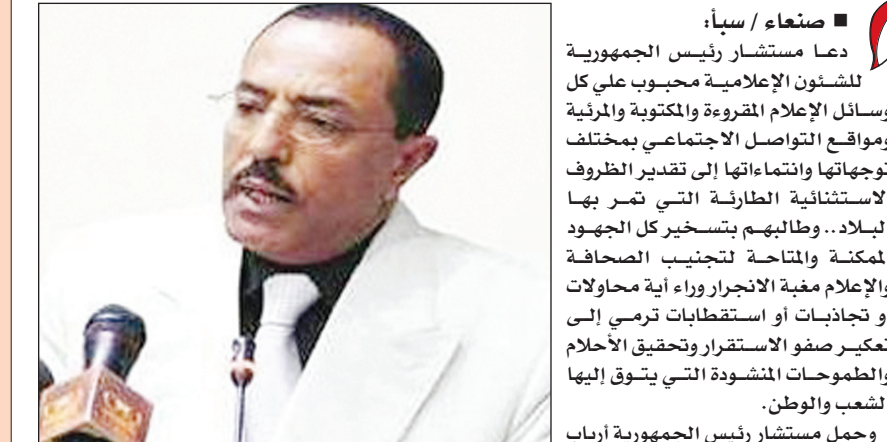 ■ صنعاء / سبأ:
دعا مستشار رئيس الجمهورية
للشئون الإعلامية محبوب علي كل
وسائل الإعلام المقروءة والمكتوبة والمرئية
ومواقع التواصل الاجتماعي بمختلف
توجهاتها وانتماءاتها إلى تقدير الظروف
الاستثنائية الطارئة التي تمر بها
البلاد.. وطالبهم بتسخير كل الجهود
الممكنة والمتاحة لتجنيب الصحافة
والإعلام مغبة الانجرار وراء أية محاولات
أو تجاذبات أو استقطابات ترمي إلى
تعكير صفو الاستقرار وتحقيق الأحلام
والطموحات المنشودة التي يتوق إليها
الشعب والوطن.
وحمل مستشار رئيس الجمهورية أرباب